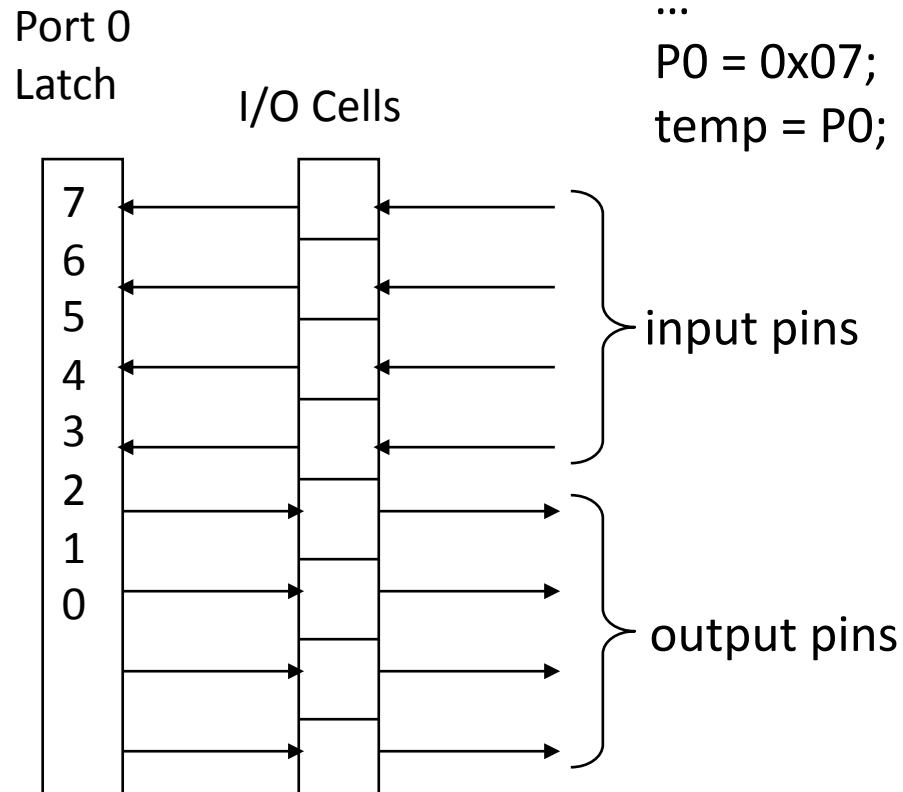 Port 0
Latch
I/O Cells
...
P0 = 0x07;
temp = P0;
7
6
5
4
3
2
1
0
input pins
output pins